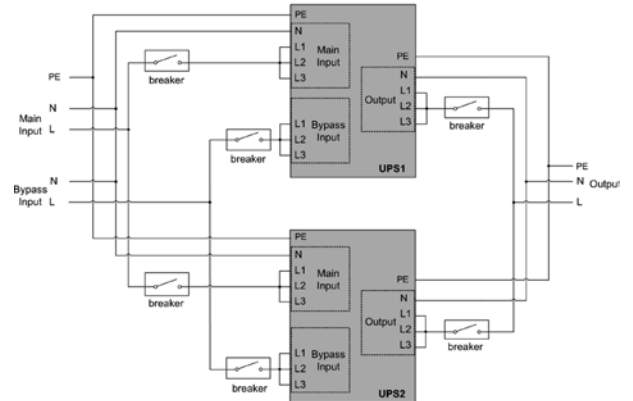 PE
N
L1
L2
L3
Main
Input
breaker
PE
N
Main
Input
L
L1
L2
L3
Bypass
Input
breaker
PE
N
L1
L2
L3
Output
breaker
UPS1
N
Bypass
Input
L
PE
N
Output
L
PE
N
L1
L2
L3
Main
Input
breaker
PE
N
L1
L2
L3
Output
breaker
L1
L2
L3
Bypass
Input
breaker
UPS2